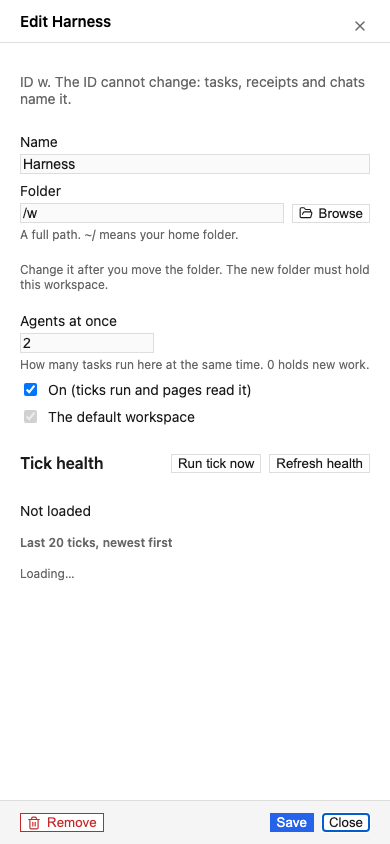 Edit Harness
ID w. The ID cannot change: tasks, receipts and chats
name it.
Name
Harness
Folder
/w
Browse
A full path. ~/ means your home folder.
Change it after you move the folder. The new folder must hold
this workspace.
Agents at once
2
How many tasks run here at the same time. 0 holds new work.
On (ticks run and pages read it)
The default workspace
Tick health
Run tick now
Refresh health
Not loaded
Last 20 ticks, newest first
Loading…
Remove
Save
Close